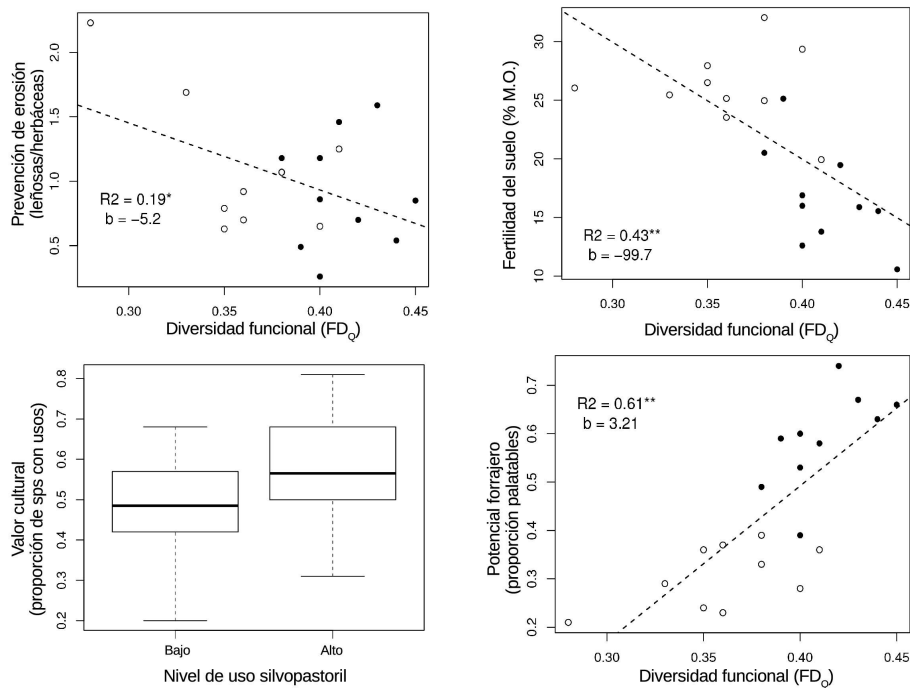 Prevención de erosión
(leñosas/herbáceas)
2.0
1.5
1.0
0.5
R2 = 0.19*
b = −5.2
0.30 0.35 0.40 0.45
Diversidad funcional (FDQ)
Fertilidad del suelo (% M.O.)
30
25
20
15
10
R2 = 0.43**
b = −99.7
0.30 0.35 0.40 0.45
Diversidad funcional (FDQ)
Valor cultural
(proporción de sps con usos)
0.8
0.7
0.6
0.5
0.4
0.3
0.2
Bajo Alto
Nivel de uso silvopastoril
Potencial forrajero
(proporción palatables)
0.7
0.6
0.5
0.4
0.3
0.2
R2 = 0.61**
b = 3.21
0.30 0.35 0.40 0.45
Diversidad funcional (FDQ)